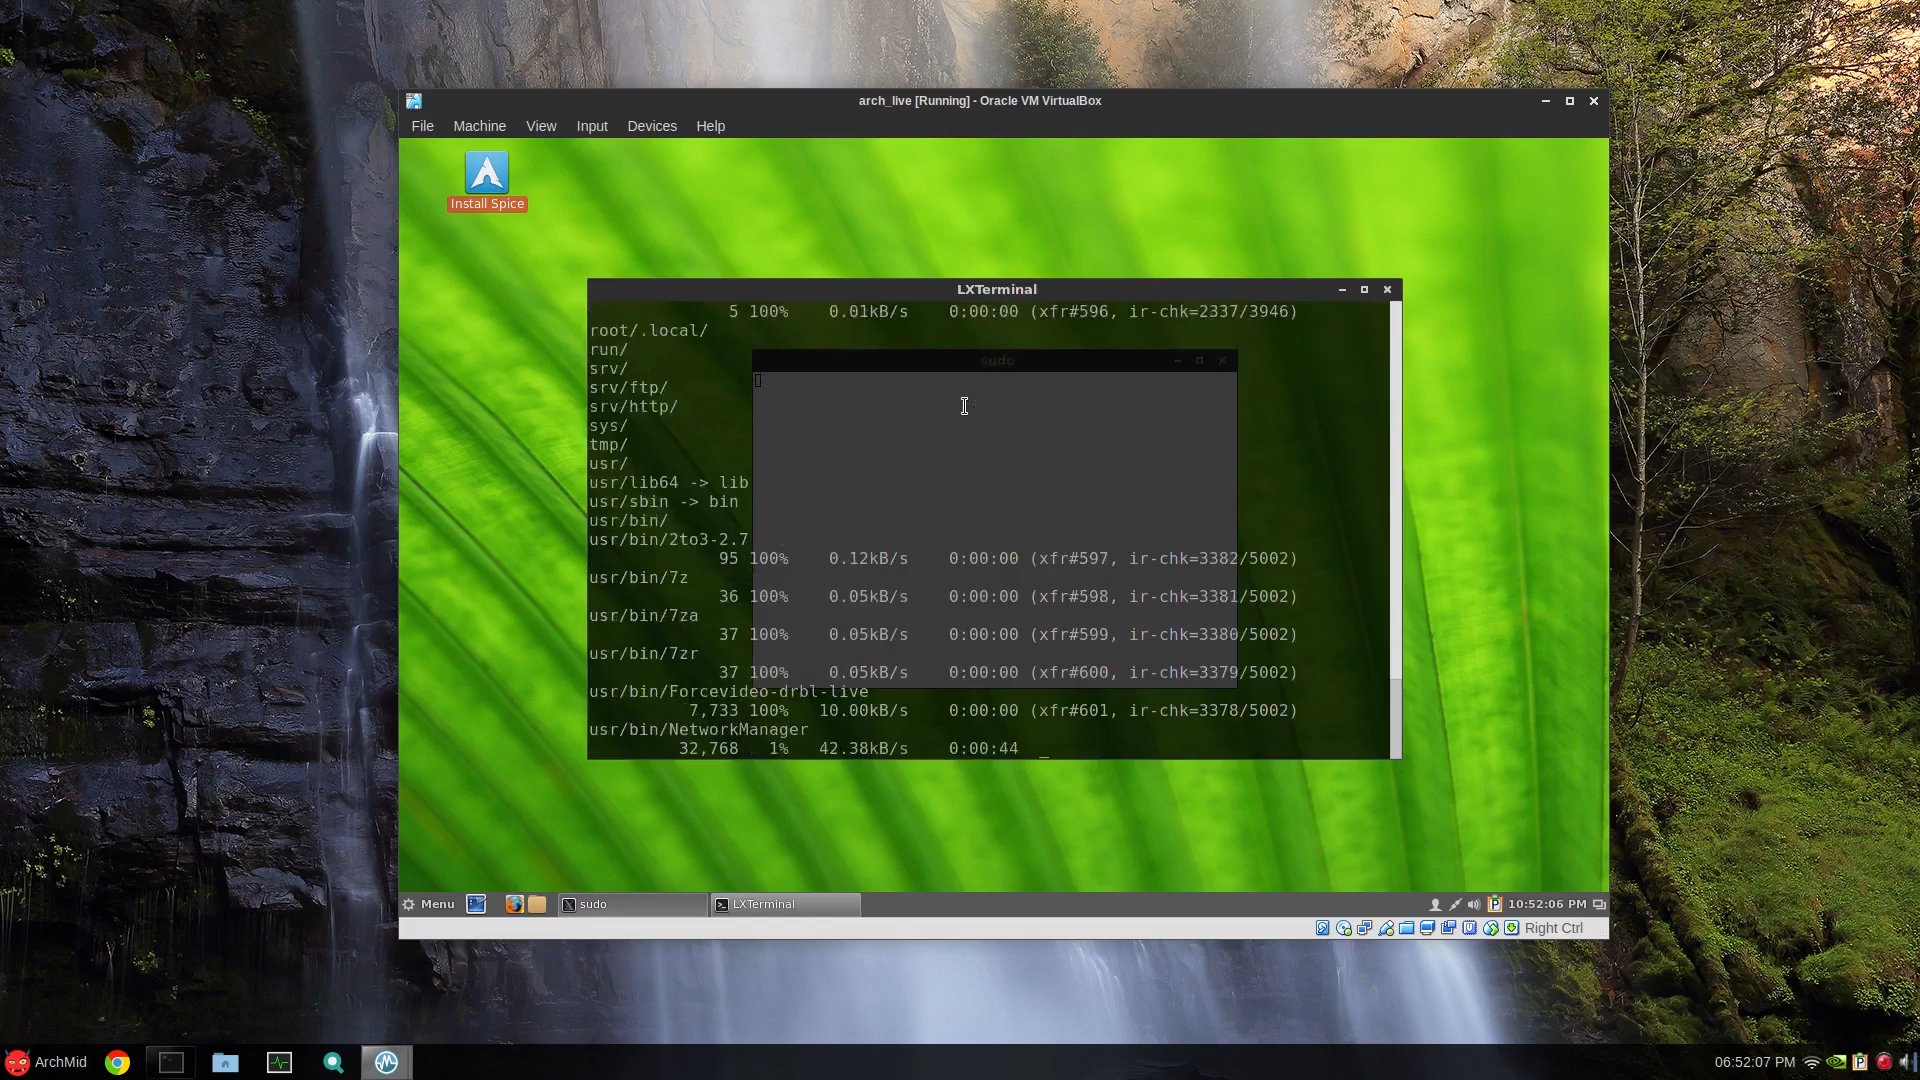 arch_live [Running] - Oracle VM VirtualBox
File Machine View Input Devices Help
Install Spice
LXTerminal
5 100% 0.01kB/s 0:00:00 (xfr#596, ir-chk=2337/3946)
root/.local/
run/
sudo
srv/
srv/ftp/
srv/http/
sys/
tmp/
usr/
usr/lib64 -> lib
usr/sbin -> bin
usr/bin/
usr/bin/2to3-2.7
95 100% 0.12kB/s 0:00:00 (xfr#597, ir-chk=3382/5002)
usr/bin/7z
36 100% 0.05kB/s 0:00:00 (xfr#598, ir-chk=3381/5002)
usr/bin/7za
37 100% 0.05kB/s 0:00:00 (xfr#599, ir-chk=3380/5002)
usr/bin/7zr
37 100% 0.05kB/s 0:00:00 (xfr#600, ir-chk=3379/5002)
usr/bin/Forcevideo-drbl-live
7,733 100% 10.00kB/s 0:00:00 (xfr#601, ir-chk=3378/5002)
usr/bin/NetworkManager
32,768 1% 42.38kB/s 0:00:44 _
Menu sudo LXTerminal 10:52:06 PM
Right Ctrl
ArchMid 06:52:07 PM